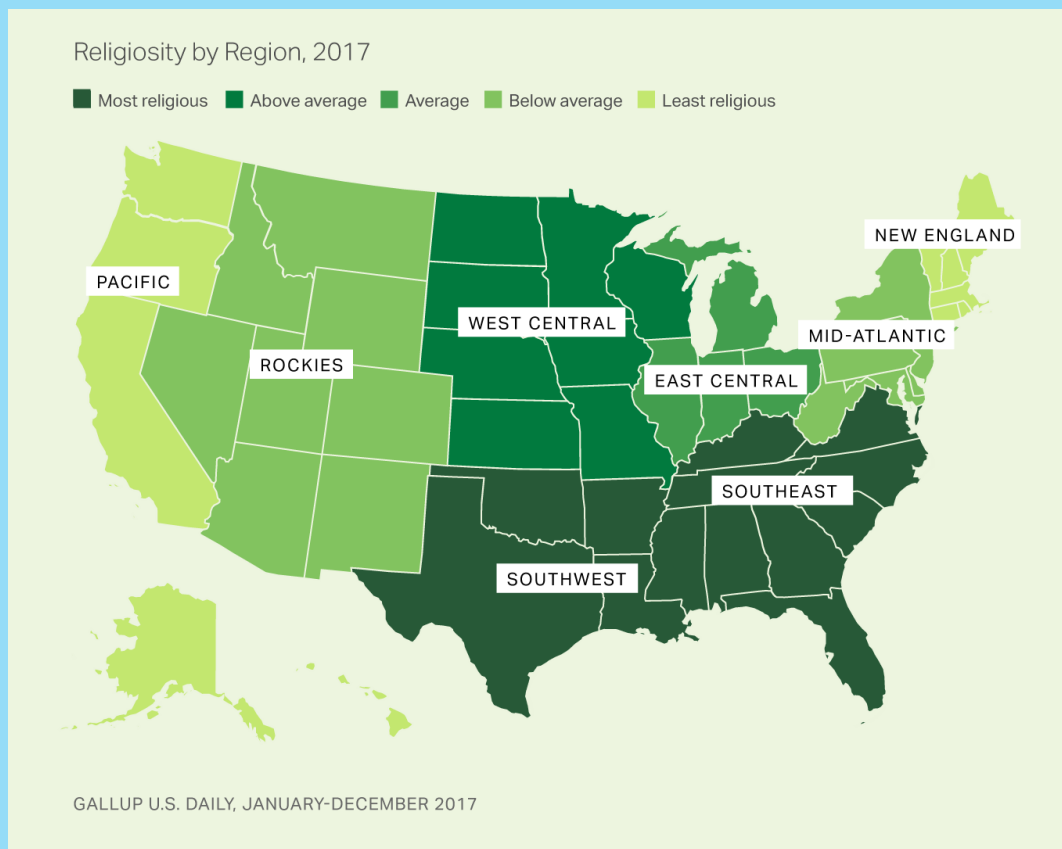 Religiosity by Region, 2017
Most religious Above average Average Below average Least religious
NEW ENGLAND
PACIFIC
WEST CENTRAL
MID-ATLANTIC
ROCKIES
EAST CENTRAL
SOUTHEAST
SOUTHWEST
GALLUP U.S. DAILY, JANUARY-DECEMBER 2017